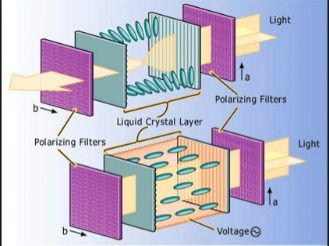 Light
a
Polarizing Filters
b
Liquid Crystal Layer
Polarizing Filters
Light
a
b
Voltage